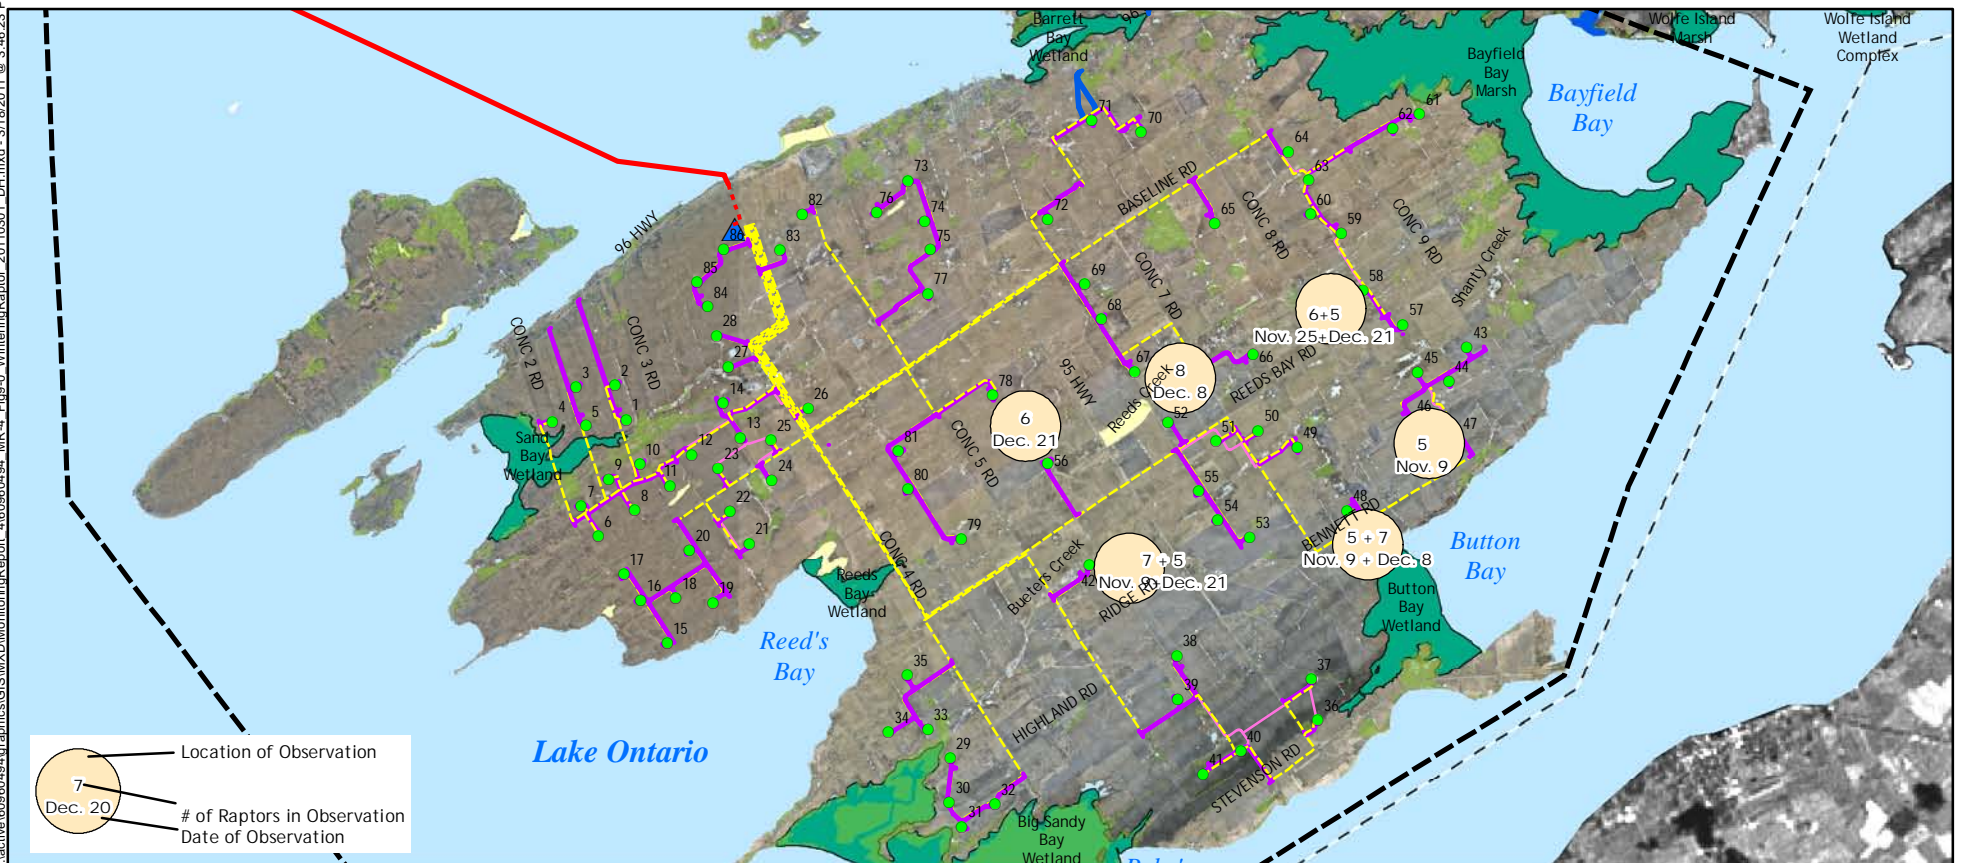 Barrett
Bay
Wetland
Bayfield
Bay
Marsh
Wolfe Island
Marsh
Wolfe Island
Wetland
Complex
Bayfield
Bay
71
70
61
62
64
63
73
76
74
75
77
82
72
BASELINE RD
65
60
59
CONC 8 RD
CONC 9 RD
Shanty Creek
96 HWY
86
83
85
84
28
27
69
68
CONC 7 RD
58
57
6+5
Nov. 25+Dec. 21
43
45
44
46
47
CONC 2 RD
CONC 3 RD
3
2
4
5
1
14
13
26
78
95 HWY
67
66
8
Dec. 8
Reeds Creek
REEDS BAY RD
6
Dec. 21
52
51
50
49
5
Nov. 9
Sand
Bay
Wetland
12
25
10
11
9
23
24
81
80
CONC 5 RD
56
55
54
53
48
BENNETT RD
5 + 7
Nov. 9 + Dec. 8
Button
Bay
7
8
6
22
21
20
79
17
16
18
19
15
CONC 4 RD
Reeds
Bay
Wetland
Bueters Creek
42
7 + 5
Nov. 9+Dec. 21
RIDGE RD
Button
Bay
Wetland
Reed's
Bay
35
34
33
38
39
37
36
HIGHLAND RD
40
41
STEVENSON RD
Lake Ontario
29
30
31
32
Big Sandy
Bay
Wetland
Location of Observation
7
Dec. 20
# of Raptors in Observation
Date of Observation